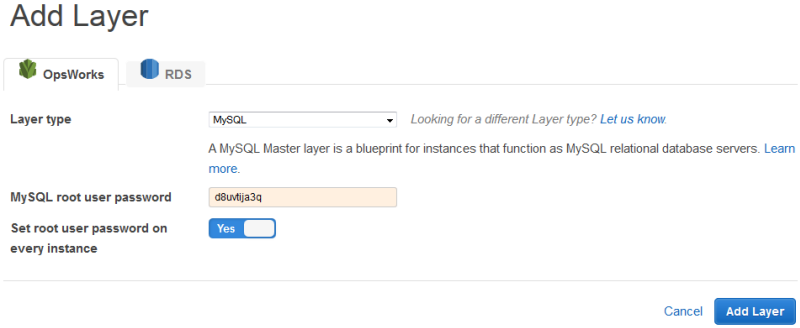 Add Layer
OpsWorks RDS
Layer type MySQL Looking for a different Layer type? Let us know.
A MySQL Master layer is a blueprint for instances that function as MySQL relational database servers. Learn
more.
MySQL root user password d8uvtija3q
Set root user password on Yes
every instance
Cancel Add Layer